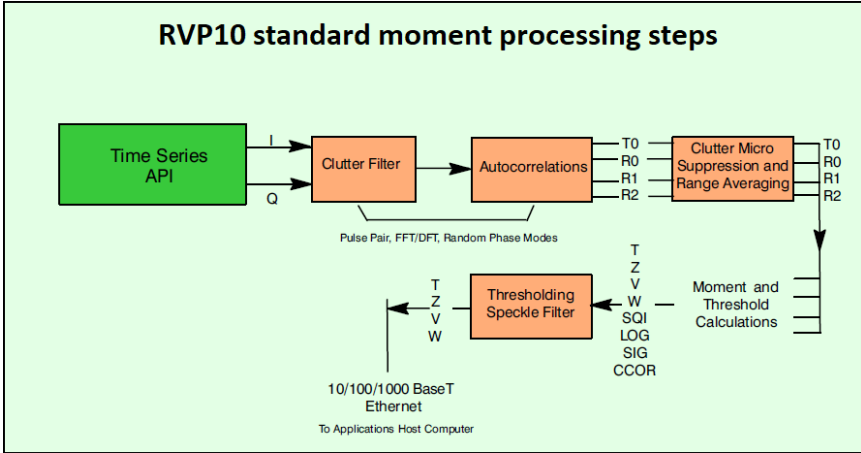 RVP10 standard moment processing steps
Time Series
API
I
Q
Clutter Filter
Autocorrelations
T0
R0
R1
R2
Clutter Micro
Suppression and
Range Averaging
T0
R0
R1
R2
Pulse Pair, FFT/DFT, Random Phase Modes
Moment and
Threshold
Calculations
T
Z
V
W
SQI
LOG
SIG
CCOR
Thresholding
Speckle Filter
T
Z
V
W
10/100/1000 BaseT
Ethernet
To Applications Host Computer